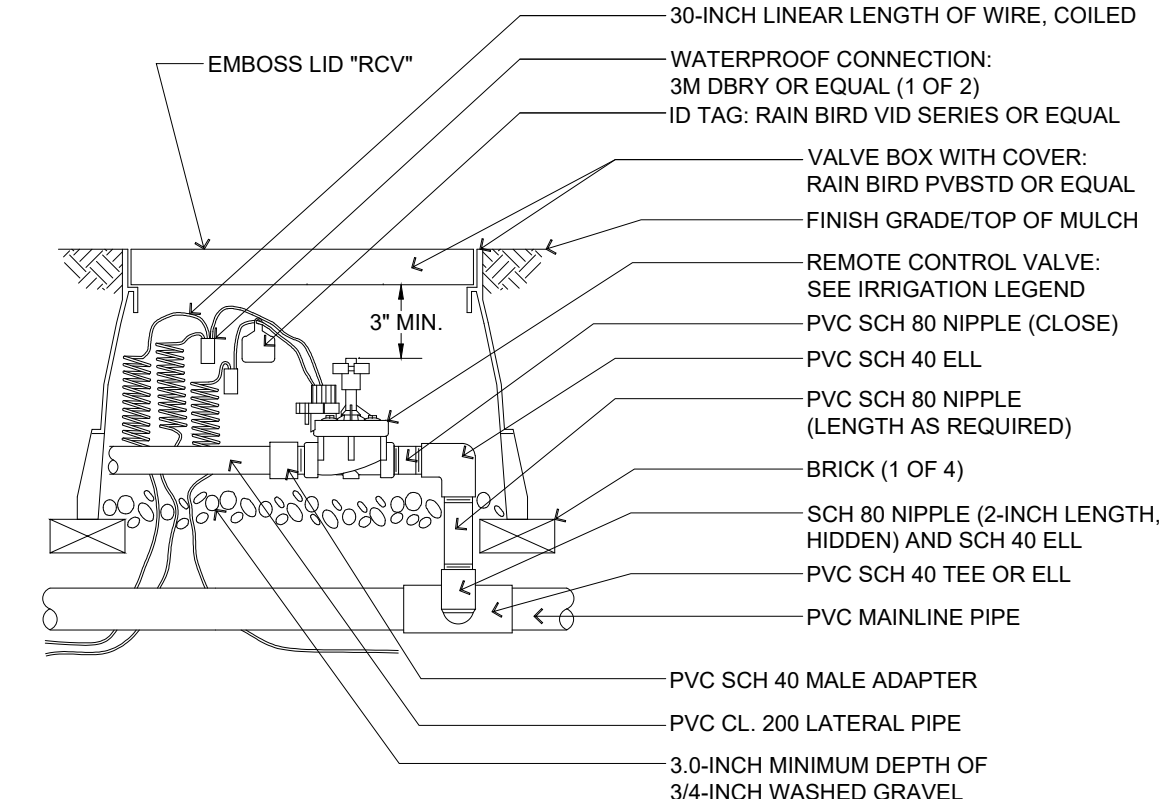 30-INCH LINEAR LENGTH OF WIRE, COILED
EMBOSS LID "RCV"
WATERPROOF CONNECTION:
3M DBRY OR EQUAL (1 OF 2)
ID TAG: RAIN BIRD VID SERIES OR EQUAL
VALVE BOX WITH COVER:
RAIN BIRD PVBSTD OR EQUAL
FINISH GRADE/TOP OF MULCH
REMOTE CONTROL VALVE:
SEE IRRIGATION LEGEND
3" MIN.
PVC SCH 80 NIPPLE (CLOSE)
PVC SCH 40 ELL
PVC SCH 80 NIPPLE
(LENGTH AS REQUIRED)
BRICK (1 OF 4)
SCH 80 NIPPLE (2-INCH LENGTH,
HIDDEN) AND SCH 40 ELL
PVC SCH 40 TEE OR ELL
PVC MAINLINE PIPE
PVC SCH 40 MALE ADAPTER
PVC CL. 200 LATERAL PIPE
3.0-INCH MINIMUM DEPTH OF
3/4-INCH WASHED GRAVEL